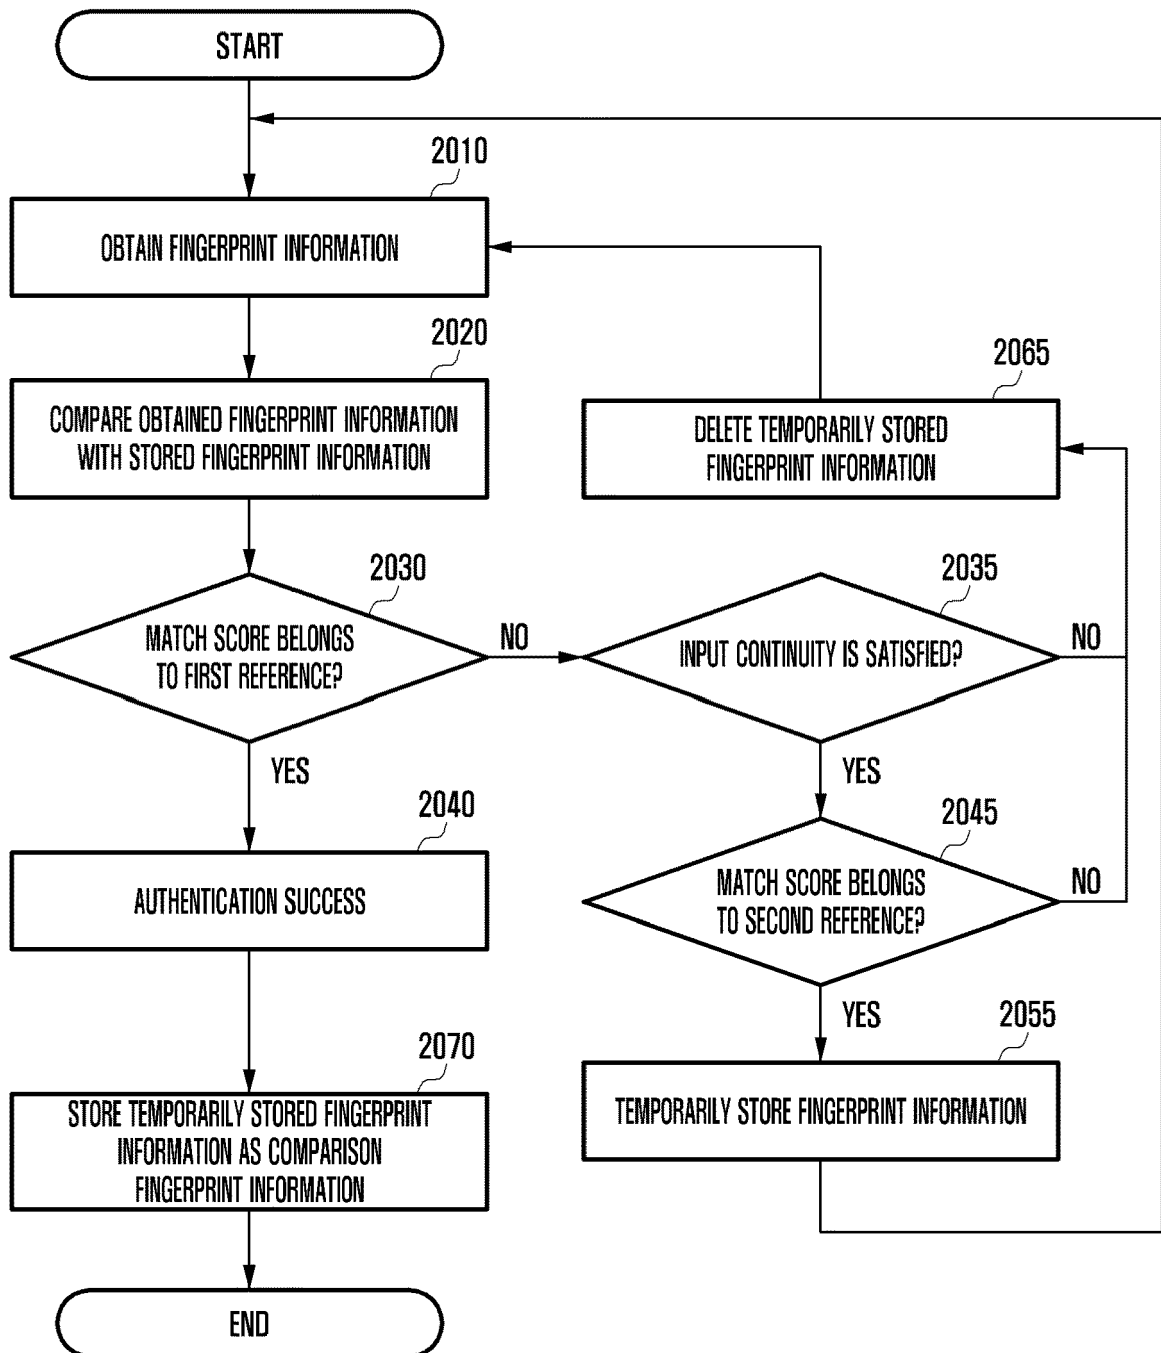 START
2010
OBTAIN FINGERPRINT INFORMATION
2020
COMPARE OBTAINED FINGERPRINT INFORMATION
WITH STORED FINGERPRINT INFORMATION
2065
DELETE TEMPORARILY STORED
FINGERPRINT INFORMATION
2030
MATCH SCORE BELONGS
TO FIRST REFERENCE?
NO
YES
2035
INPUT CONTINUITY IS SATISFIED?
NO
YES
2040
AUTHENTICATION SUCCESS
2045
MATCH SCORE BELONGS
TO SECOND REFERENCE?
NO
YES
2055
TEMPORARILY STORE FINGERPRINT INFORMATION
2070
STORE TEMPORARILY STORED FINGERPRINT
INFORMATION AS COMPARISON
FINGERPRINT INFORMATION
END